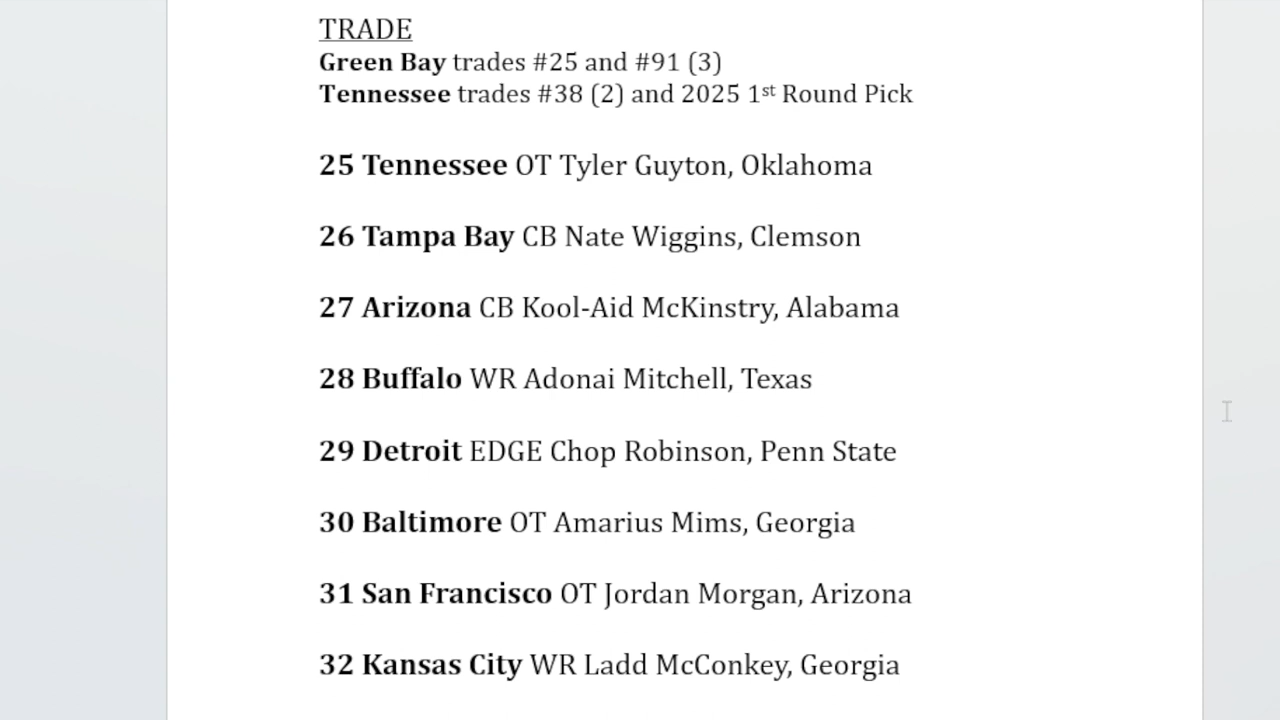 TRADE
Green Bay trades #25 and #91 (3)
Tennessee trades #38 (2) and 2025 1st Round Pick
25 Tennessee OT Tyler Guyton, Oklahoma
26 Tampa Bay CB Nate Wiggins, Clemson
27 Arizona CB Kool-Aid McKinstry, Alabama
28 Buffalo WR Adonai Mitchell, Texas
29 Detroit EDGE Chop Robinson, Penn State
30 Baltimore OT Amarius Mims, Georgia
31 San Francisco OT Jordan Morgan, Arizona
32 Kansas City WR Ladd McConkey, Georgia